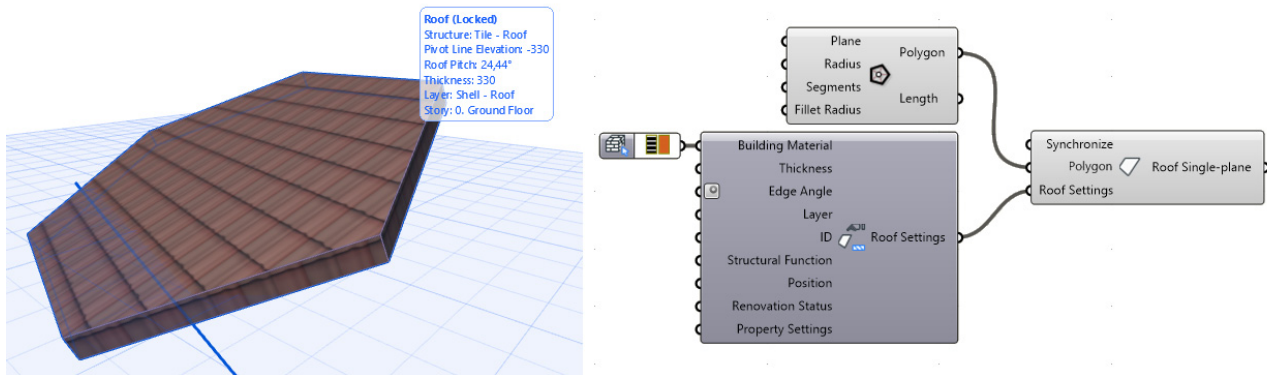 Roof (Locked)
Structure: Tile - Roof
Pivot Line Elevation: -330
Roof Pitch: 24,44°
Thickness: 330
Layer: Shell - Roof
Story: 0. Ground Floor
Plane
Radius
Segments
Fillet Radius
Polygon
Length
Building Material
Thickness
Edge Angle
Layer
ID
Structural Function
Position
Renovation Status
Property Settings
Roof Settings
Synchronize
Polygon
Roof Settings
Roof Single-plane